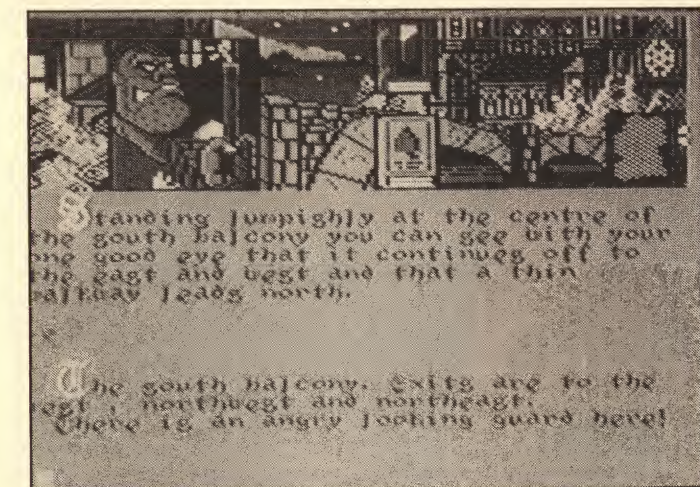 Standing lumpishly at the centre of
the south balcony you can see with your
one good eye that it continues off to
the east and west and that a thin
walkway leads north.
The south balcony. Exits are to the
west , northwest and northeast.
There is an angry looking guard here!